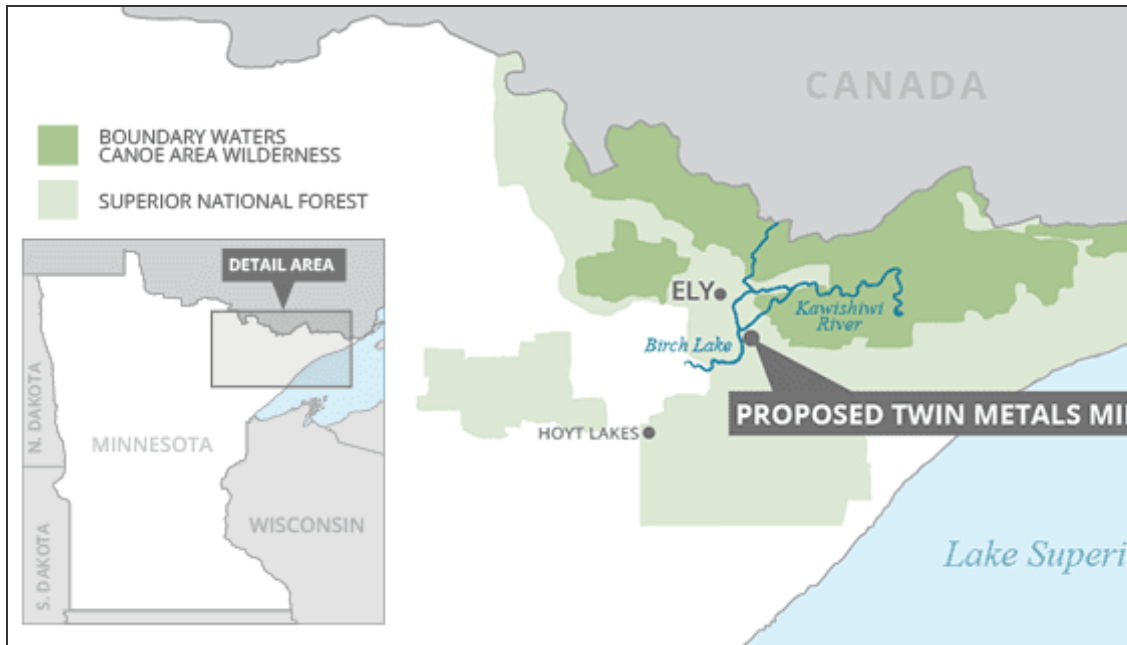 CANADA
BOUNDARY WATERS
CANOE AREA WILDERNESS
SUPERIOR NATIONAL FOREST
DETAIL AREA
N. DAKOTA
MINNESOTA
S. DAKOTA
WISCONSIN
ELY
Kawishiwi
River
Birch Lake
PROPOSED TWIN METALS MI
HOYT LAKES
Lake Superi